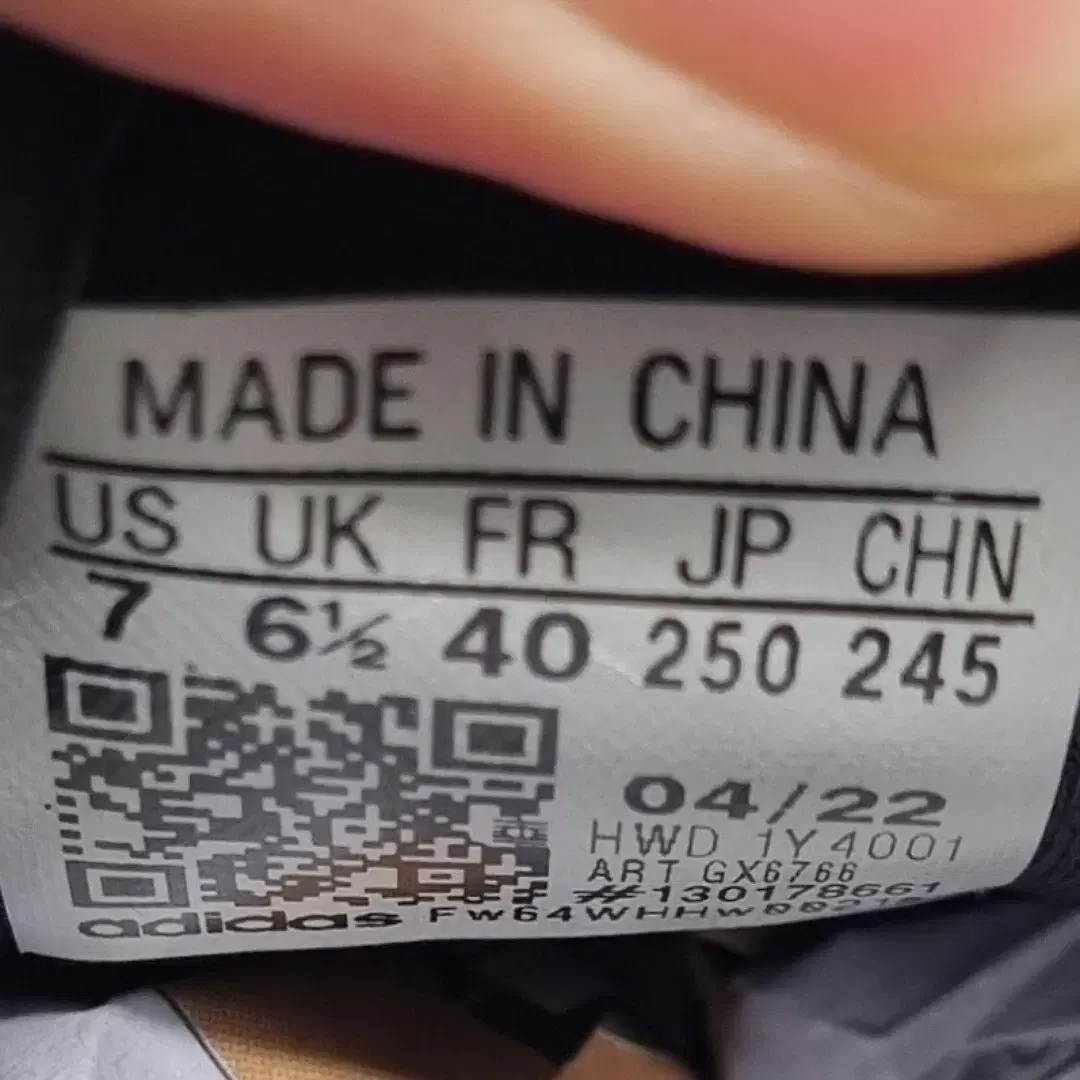 MADE IN CHINA
US UK FR JP CHN
7 6½ 40 250 245
04/22
HWD 1Y4001
ART GX6766
#130178661
adidas